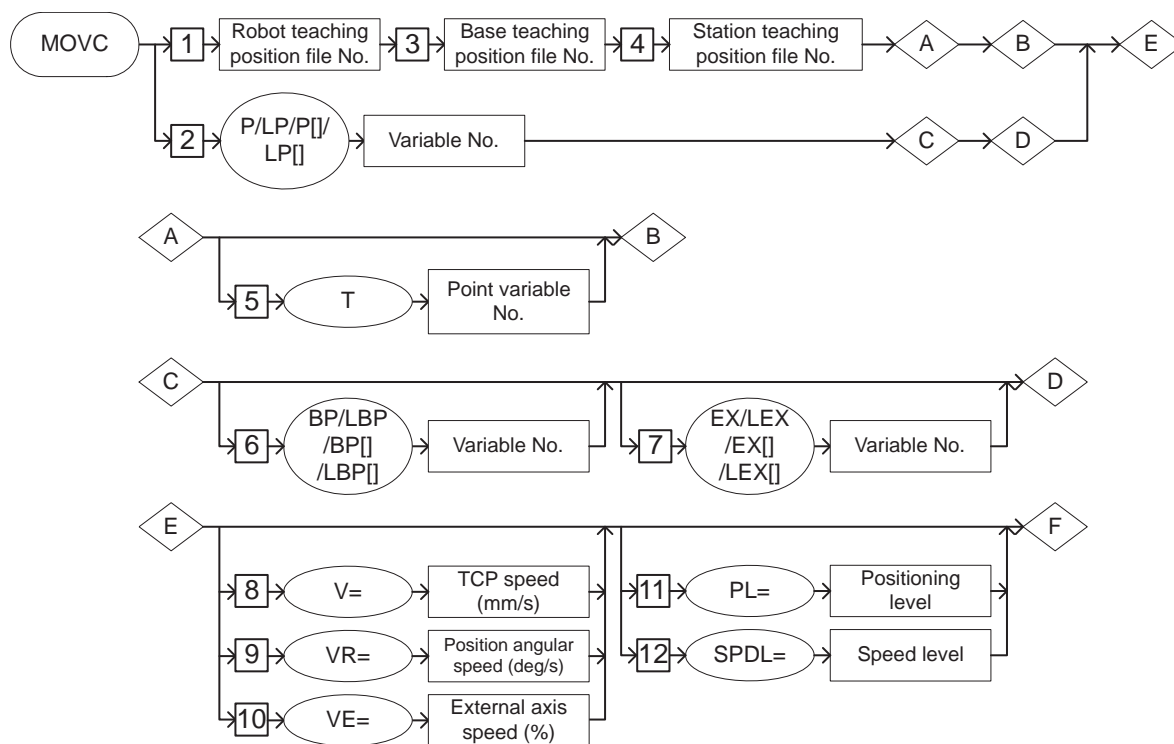 MOVC
1
Robot teaching
position file No.
3
Base teaching
position file No.
4
Station teaching
position file No.
A
B
E
2
P/LP/P[]/
LP[]
Variable No.
C
D
A
B
5
T
Point variable
No.
C
D
6
BP/LBP
/BP[]
/LBP[]
Variable No.
7
EX/LEX
/EX[]
/LEX[]
Variable No.
E
F
8
V=
TCP speed
(mm/s)
11
PL=
Positioning
level
9
VR=
Position angular
speed (deg/s)
12
SPDL=
Speed level
10
VE=
External axis
speed (%)